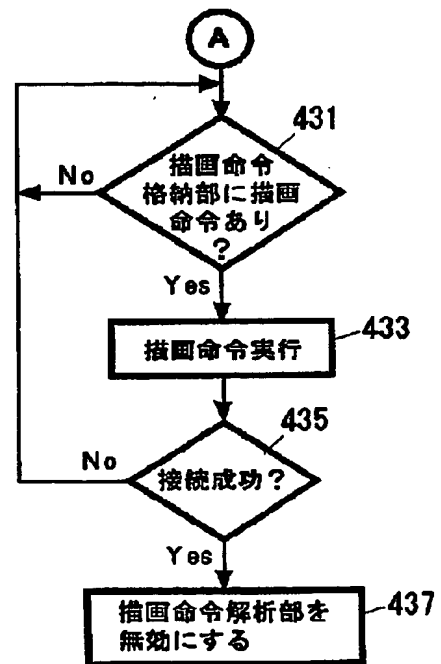 A
431
描画命令
格納部に描画
命令あり
?
No
Yes
描画命令実行
433
435
接続成功?
No
Yes
描画命令解析部を
無効にする
437